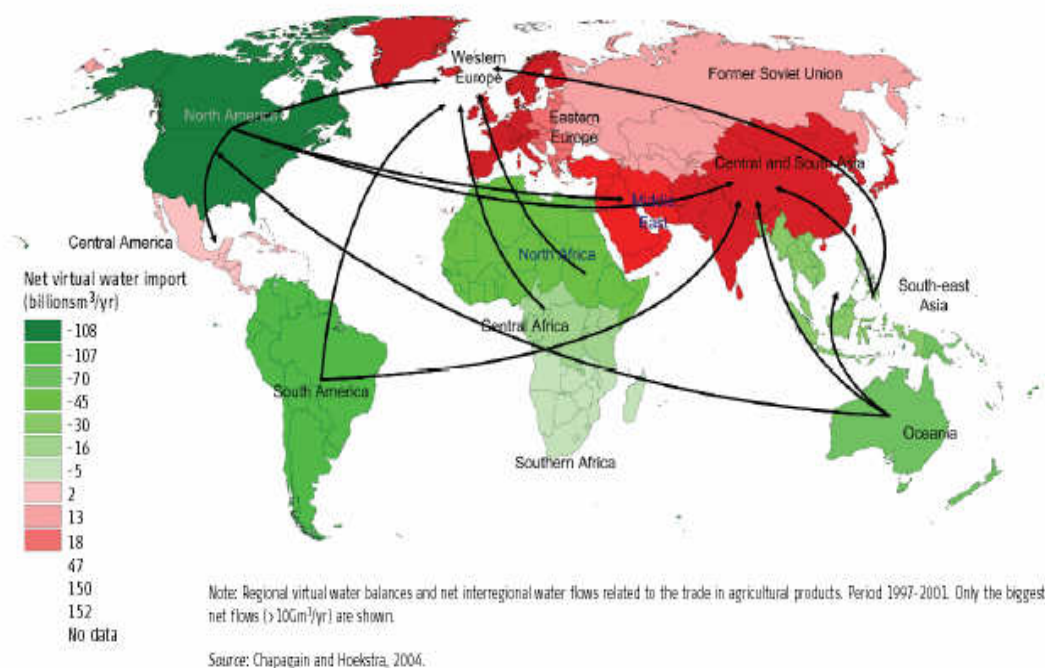 Western
Europe
Former Soviet Union
North America
Eastern
Europe
Central and South Asia
Middle
East
Central America
North Africa
Net virtual water import
(billionsm³/yr)
South-east
Asia
Central Africa
-108
-107
-70
-45
-30
-16
-5
2
13
18
47
150
152
No data
South America
Oceania
Southern Africa
Note: Regional virtual water balances and net interregional water flows related to the trade in agricultural products. Period 1997-2001. Only the biggest
net flows (>10Gm³/yr) are shown.
Source: Chapagain and Hoekstra, 2004.